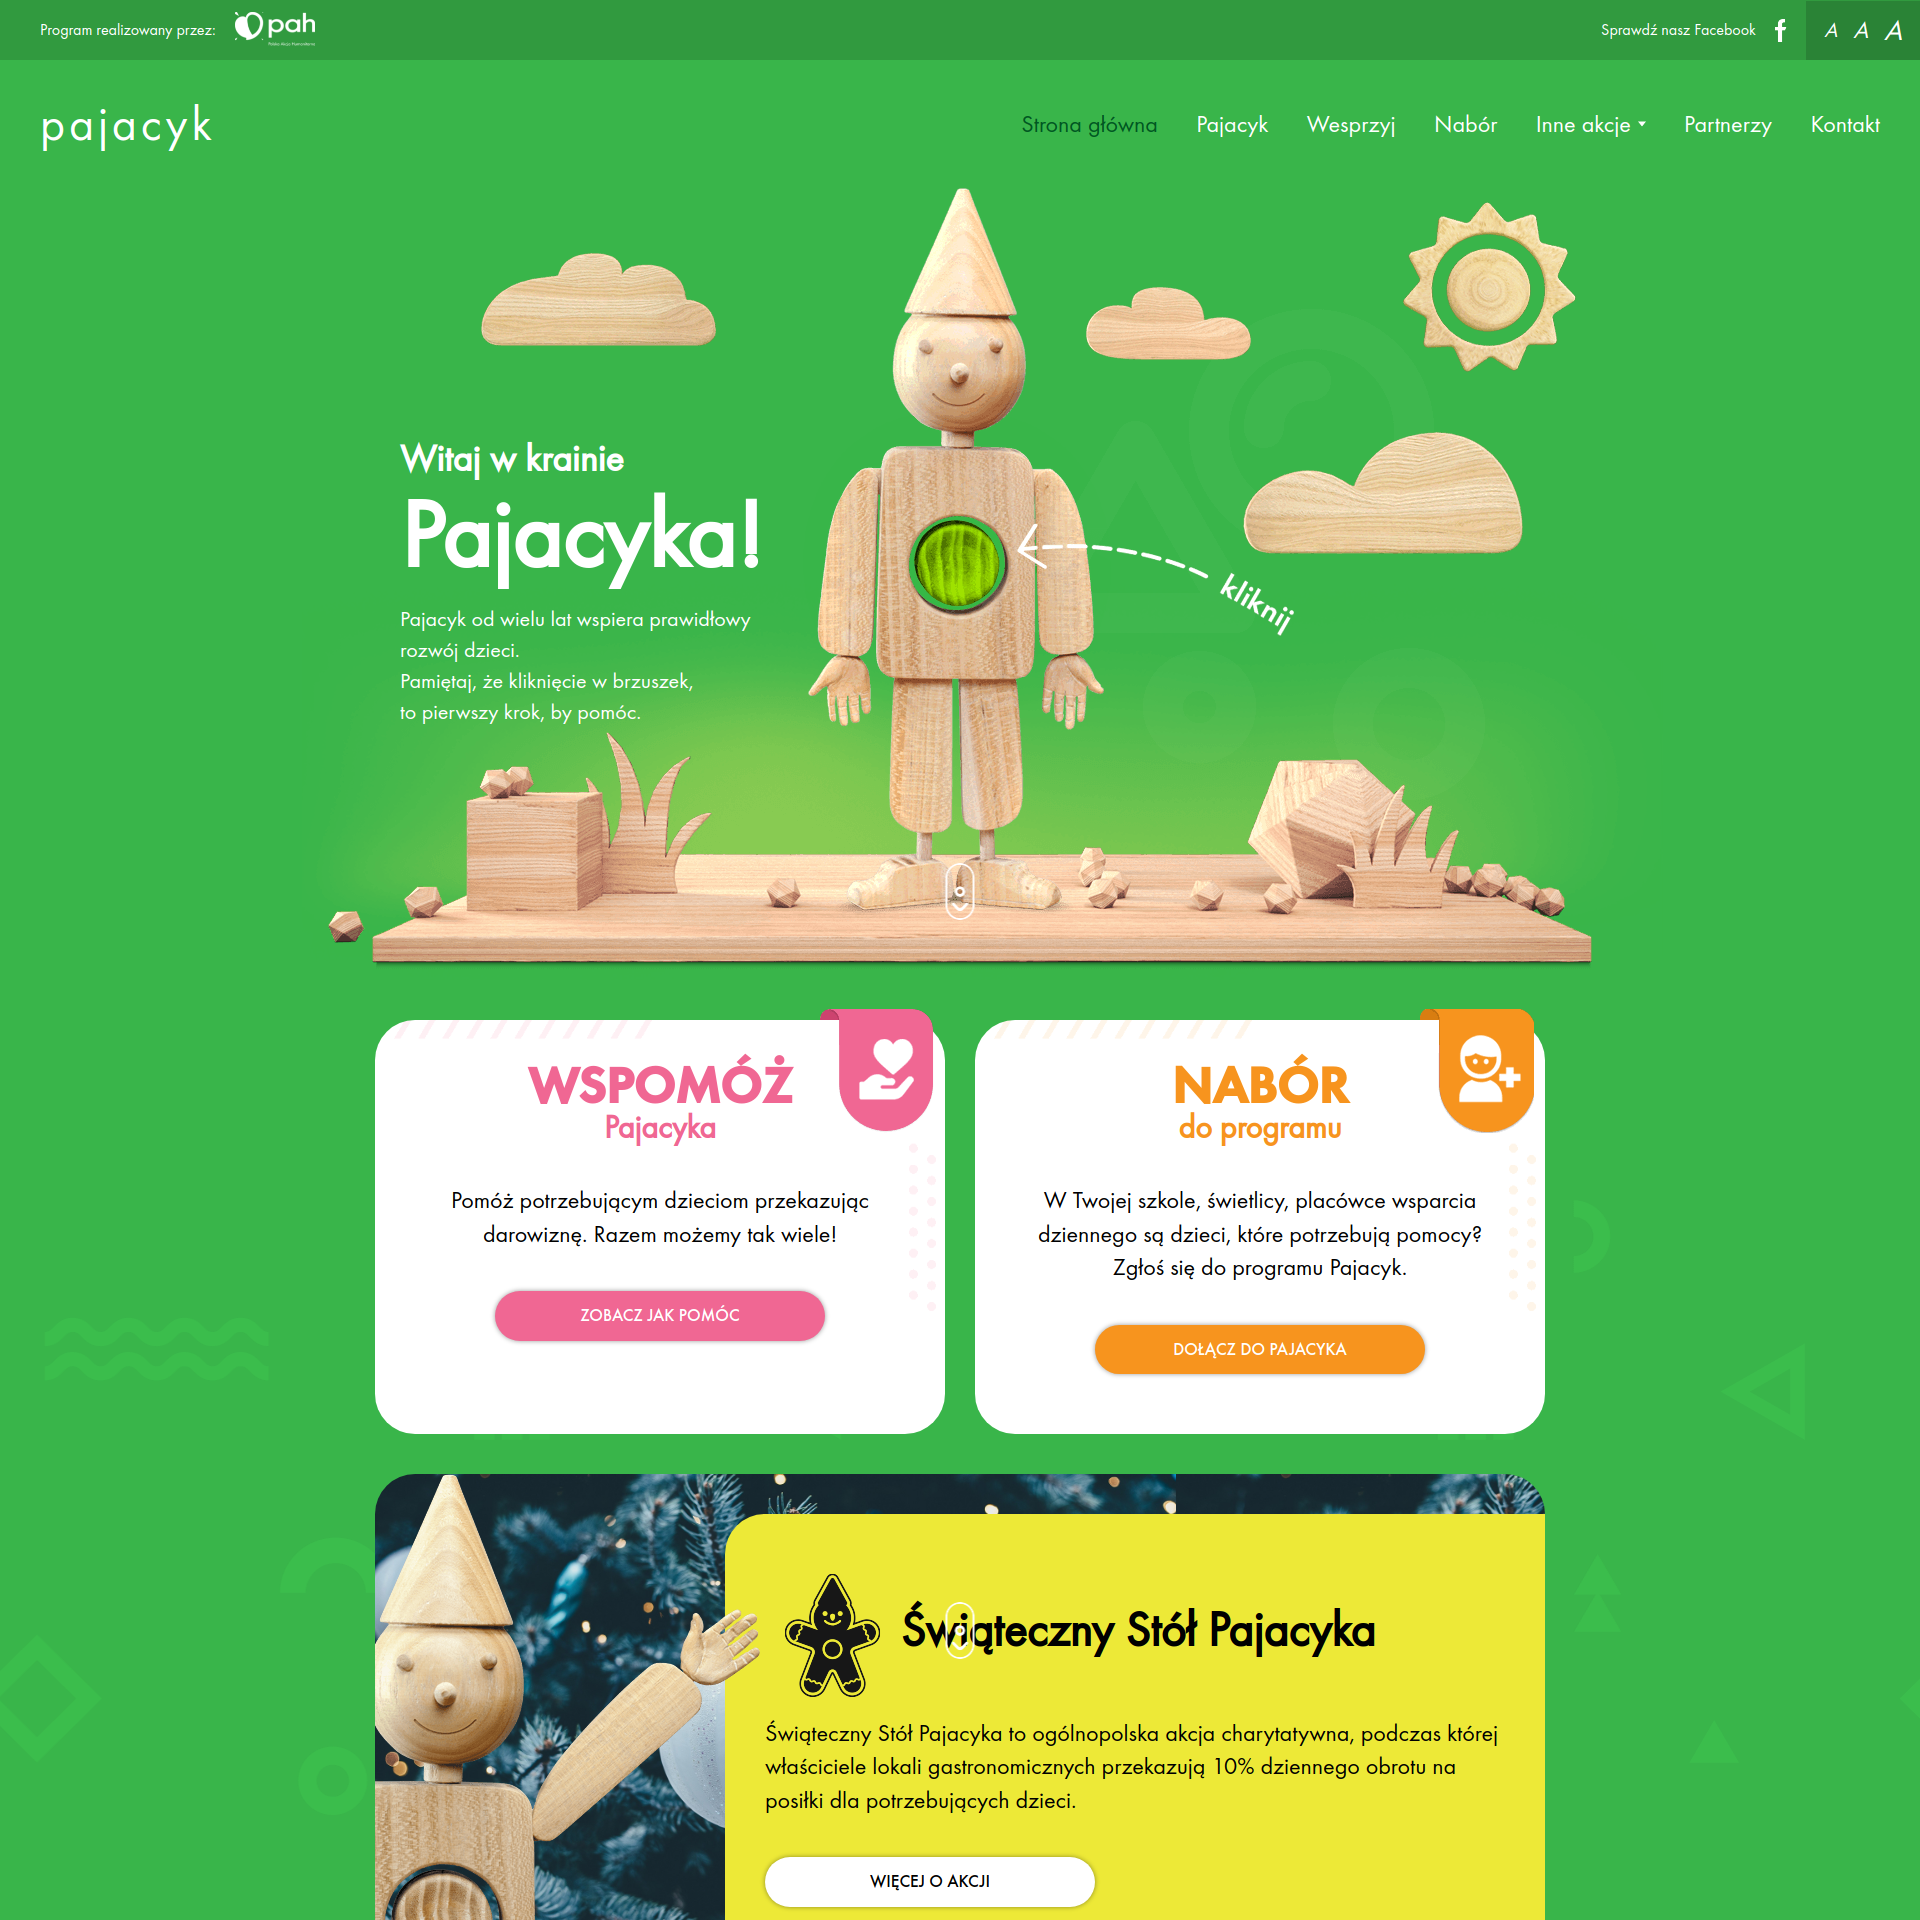 Program realizowany przez:
pah
Polska Akcja Humanitarna
Sprawdź nasz Facebook
A A A
pajacyk
Strona główna
Pajacyk
Wesprzyj
Nabór
Inne akcje
Partnerzy
Kontakt
Witaj w krainie
Pajacyka!
kliknij
Pajacyk od wielu lat wspiera prawidłowy
rozwój dzieci.
Pamiętaj, że kliknięcie w brzuszek,
to pierwszy krok, by pomóc.
WSPOMÓŻ
Pajacyka
Pomóż potrzebującym dzieciom przekazując
darowiznę. Razem możemy tak wiele!
ZOBACZ JAK POMÓC
NABÓR
do programu
W Twojej szkole, świetlicy, placówce wsparcia
dziennego są dzieci, które potrzebują pomocy?
Zgłoś się do programu Pajacyk.
DOŁĄCZ DO PAJACYKA
Świąteczny Stół Pajacyka
Świąteczny Stół Pajacyka to ogólnopolska akcja charytatywna, podczas której
właściciele lokali gastronomicznych przekazują 10% dziennego obrotu na
posiłki dla potrzebujących dzieci.
WIĘCEJ O AKCJI